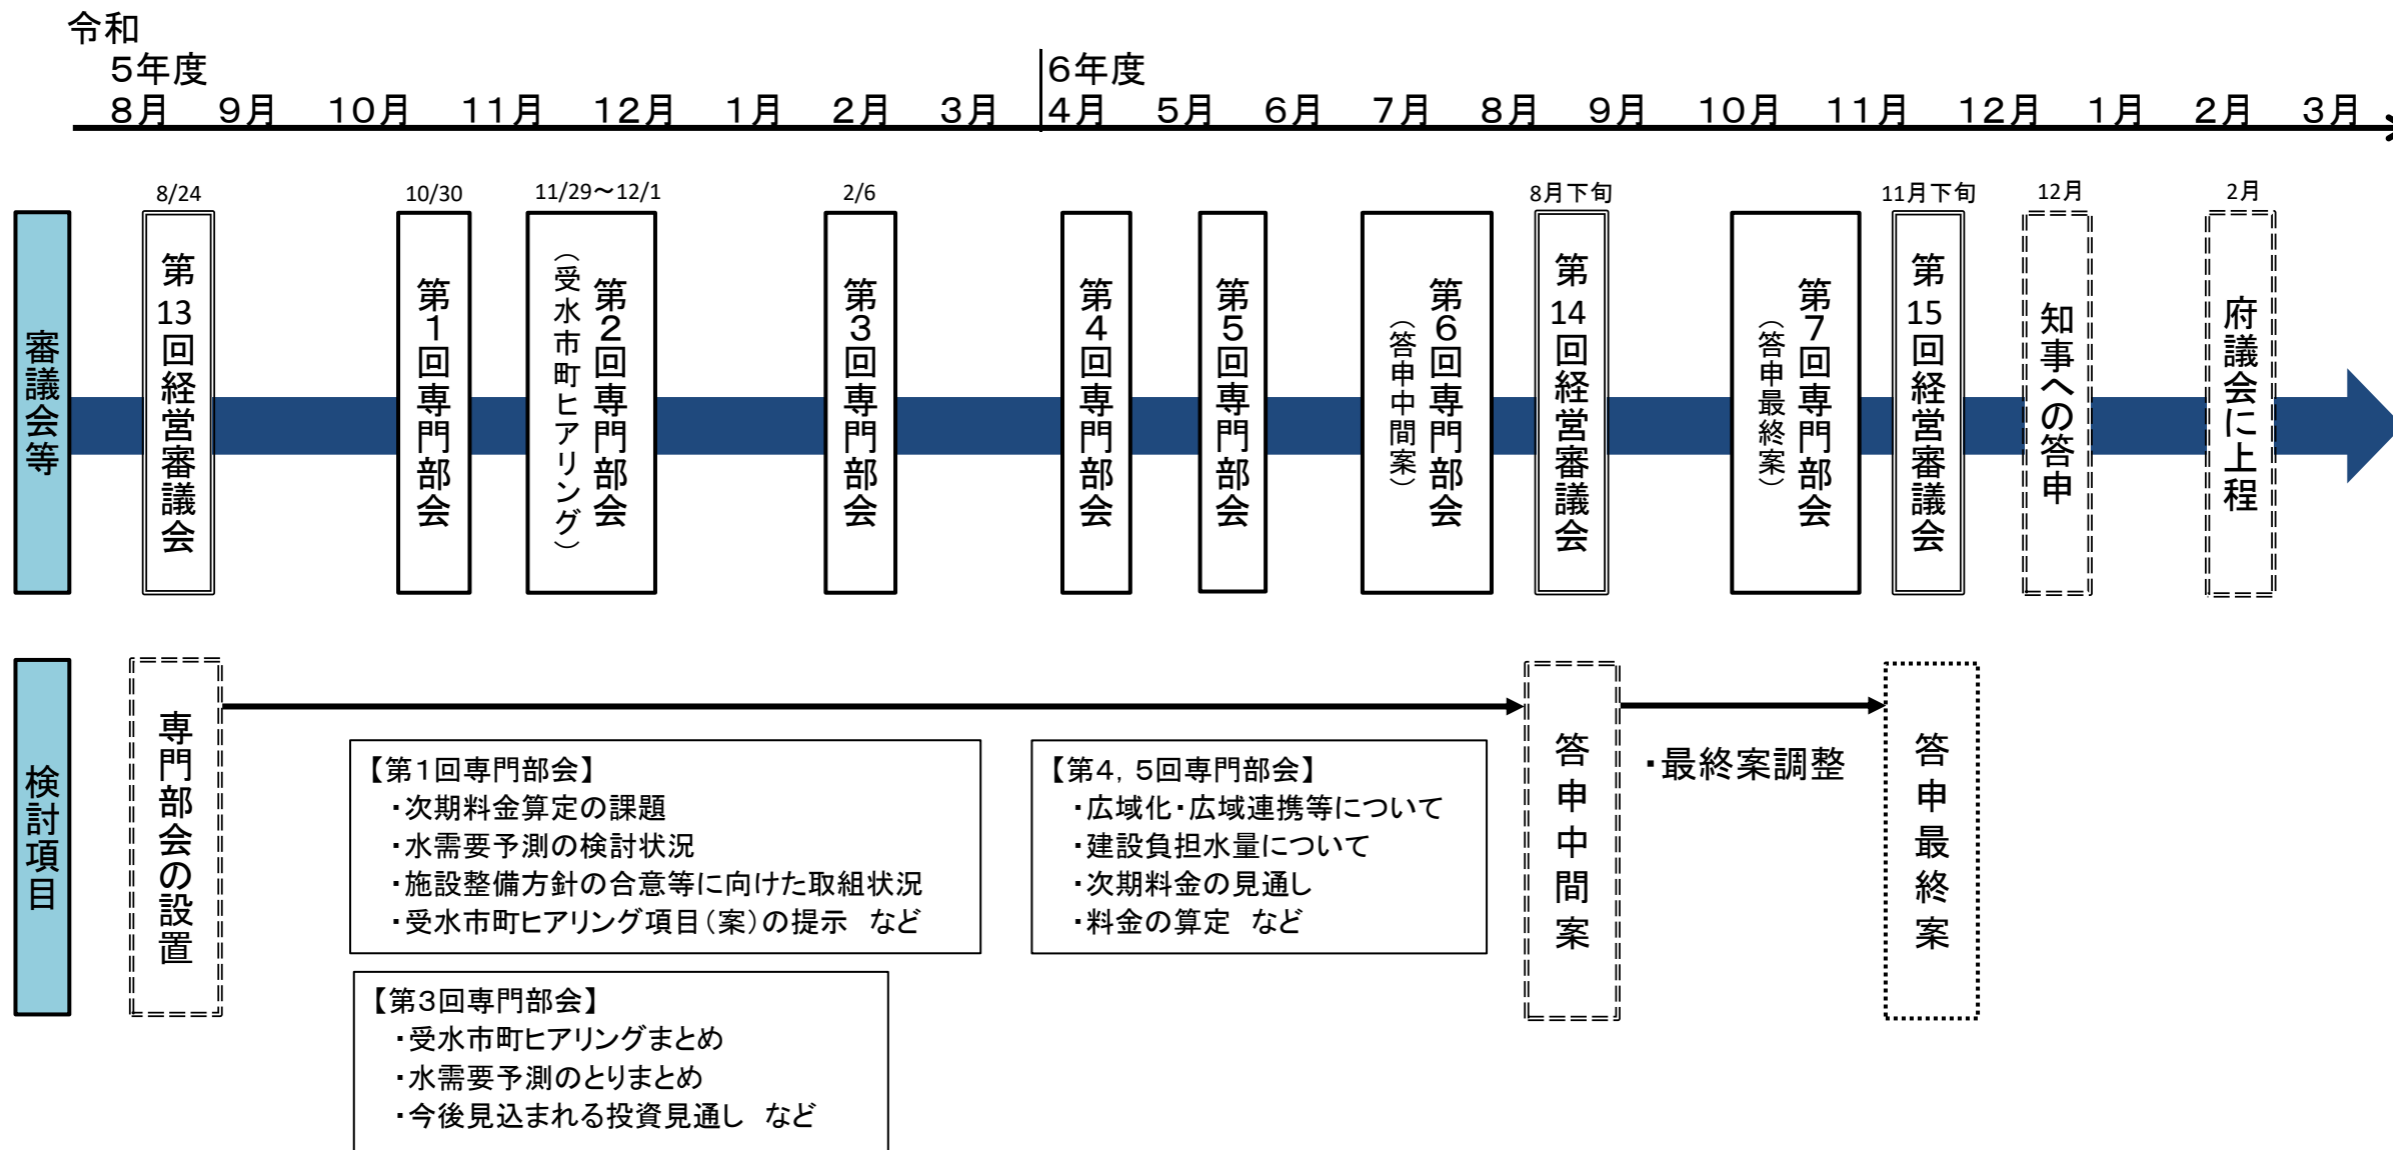 令和
５年度
６年度
８月 ９月 １０月 １１月 １２月 １月 ２月 ３月 ４月 ５月 ６月 ７月 ８月 ９月 １０月 １１月 １２月 １月 ２月 ３月
審議会等
8/24
第13回経営審議会
10/30
第１回専門部会
11/29～12/1
第２回専門部会
（受水市町ヒアリング）
2/6
第３回専門部会
第４回専門部会
第５回専門部会
第６回専門部会
（答申中間案）
8月下旬
第14回経営審議会
第７回専門部会
（答申最終案）
11月下旬
第15回経営審議会
12月
知事への答申
2月
府議会に上程
検討項目
専門部会の設置
【第１回専門部会】
・次期料金算定の課題
・水需要予測の検討状況
・施設整備方針の合意等に向けた取組状況
・受水市町ヒアリング項目（案）の提示　など
【第３回専門部会】
・受水市町ヒアリングまとめ
・水需要予測のとりまとめ
・今後見込まれる投資見通し　など
【第４，５回専門部会】
・広域化・広域連携等について
・建設負担水量について
・次期料金の見通し
・料金の算定　など
答申中間案
・最終案調整
答申最終案